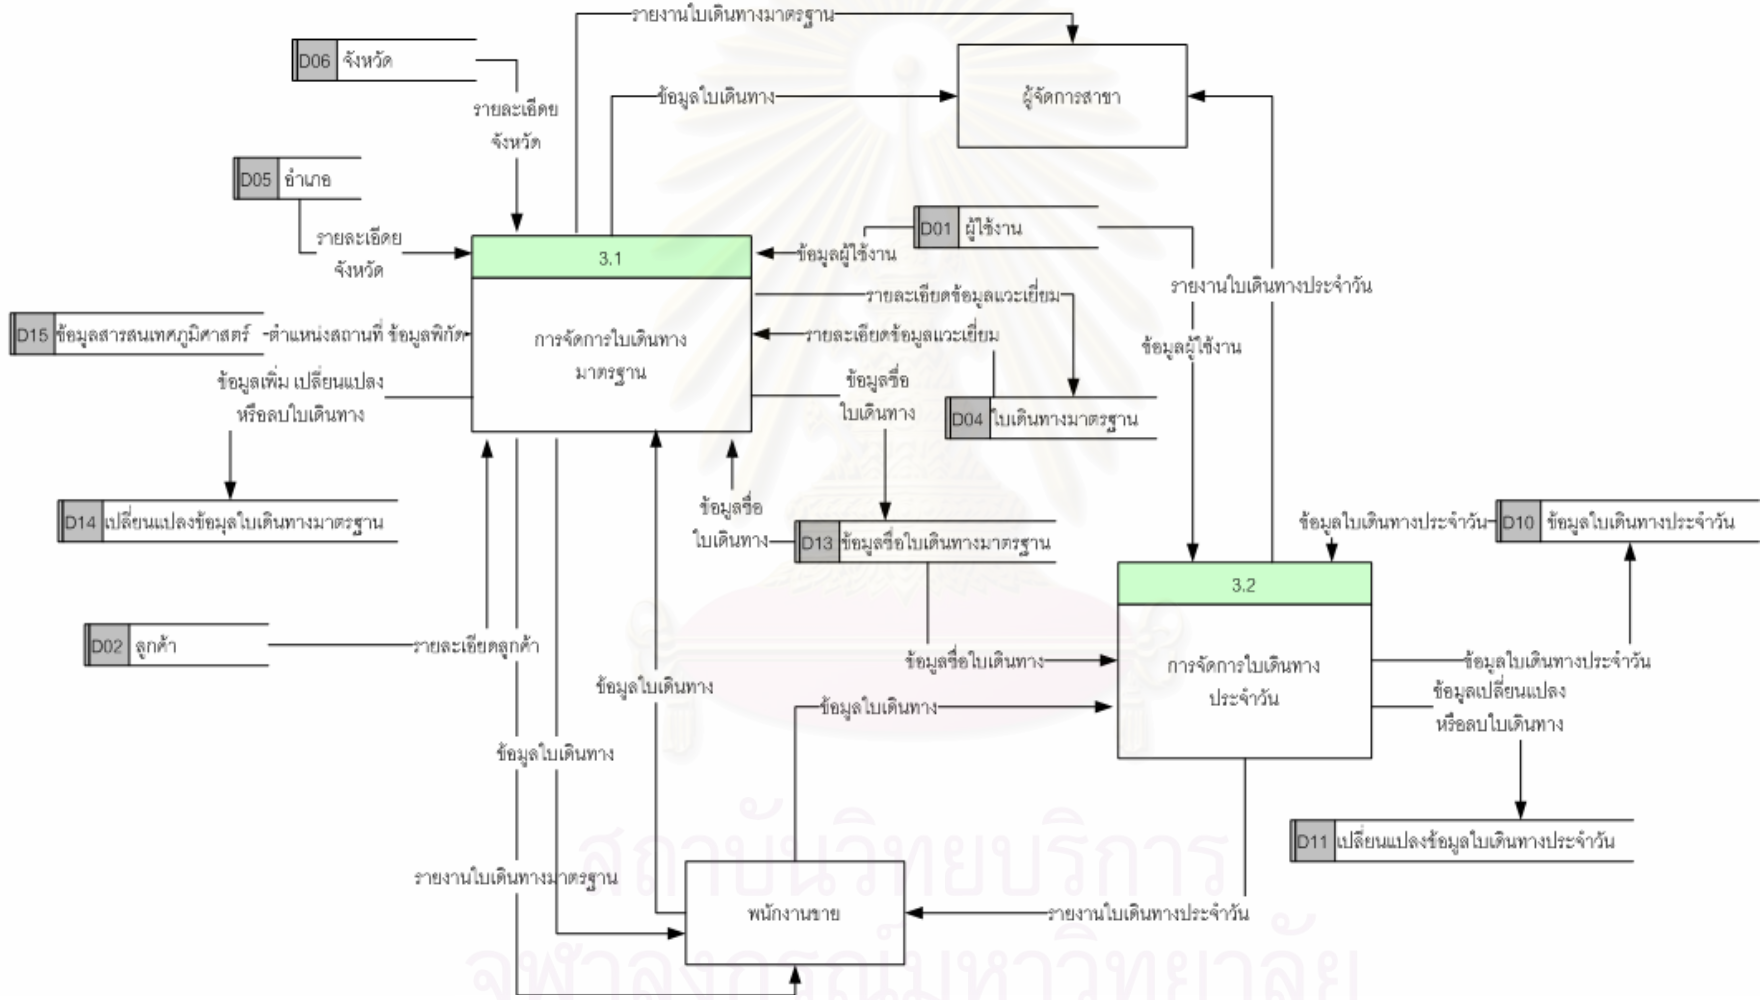 รายงานใบเดินทางมาตรฐาน
D06 จังหวัด
ข้อมูลใบเดินทาง
ผู้จัดการสาขา
รายละเอีดย
จังหวัด
D05 อำเภอ
D01 ผู้ใช้งาน
รายละเอีดย
จังหวัด
3.1
ข้อมูลผู้ใช้งาน
รายงานใบเดินทางประจำวัน
รายละเอียดข้อมูลแวะเยี่ยม
D15 ข้อมูลสารสนเทศภูมิศาสตร์
ตำแหน่งสถานที่ ข้อมูลพิกัด
การจัดการใบเดินทาง
มาตรฐาน
รายละเอียดข้อมูลแวะเยี่ยม
ข้อมูลผู้ใช้งาน
ข้อมูลเพิ่ม เปลี่ยนแปลง
หรือลบใบเดินทาง
ข้อมูลชื่อ
ใบเดินทาง
D04 ใบเดินทางมาตรฐาน
D14 เปลี่ยนแปลงข้อมุลใบเดินทางมาตรฐาน
ข้อมูลชื่อ
ใบเดินทาง
D13 ข้อมูลชื่อใบเดินทางมาตรฐาน
ข้อมูลใบเดินทางประจำวัน
D10 ข้อมูลใบเดินทางประจำวัน
3.2
D02 ลูกค้า
รายละเอียดลูกค้า
ข้อมูลชื่อใบเดินทาง
การจัดการใบเดินทาง
ประจำวัน
ข้อมูลใบเดินทางประจำวัน
ข้อมูลใบเดินทาง
ข้อมูลใบเดินทาง
ข้อมูลเปลี่ยนแปลง
หรือลบใบเดินทาง
ข้อมูลใบเดินทาง
D11 เปลี่ยนแปลงข้อมูลใบเดินทางประจำวัน
สถาบันวิทยบริการ
รายงานใบเดินทางมาตรฐาน
พนักงานขาย
รายงานใบเดินทางประจำวัน
จุฬาลงกรณ์มหาวิทยาลัย